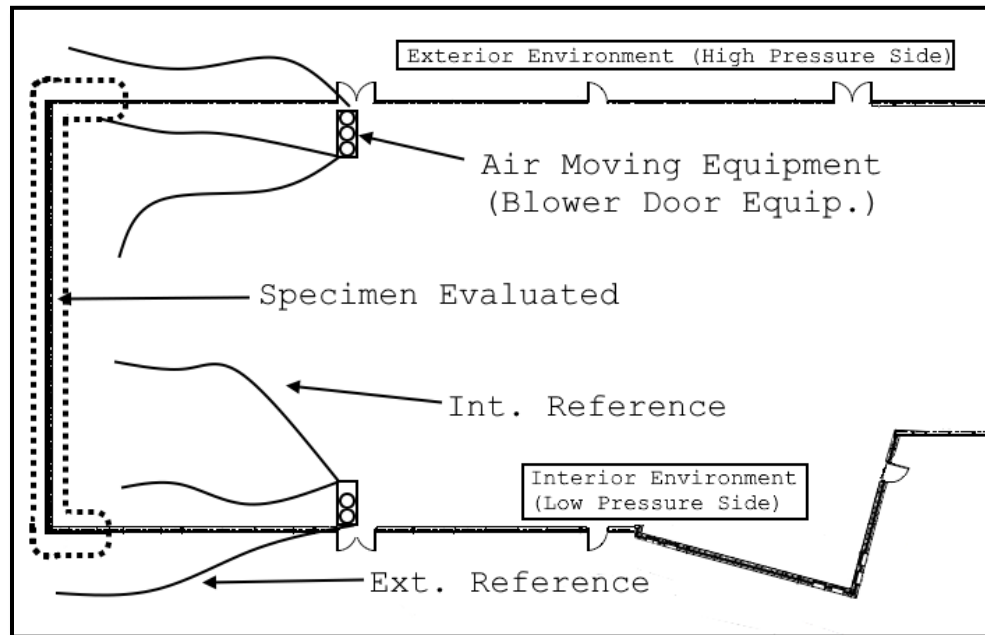 Exterior Environment (High Pressure Side)
Air Moving Equipment
(Blower Door Equip.)
Specimen Evaluated
Int. Reference
Interior Environment
(Low Pressure Side)
Ext. Reference